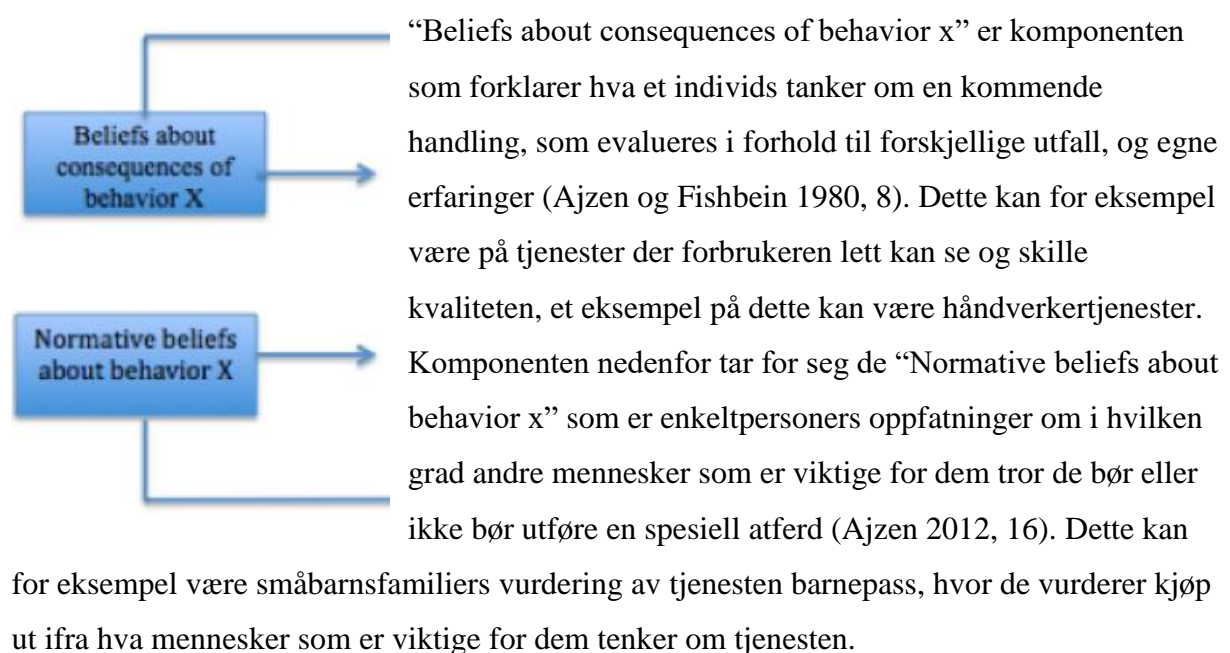 Beliefs about
consequences of
behavior X
Normative beliefs
about behavior X
“Beliefs about consequences of behavior x” er komponenten
som forklarer hva et individs tanker om en kommende
handling, som evalueres i forhold til forskjellige utfall, og egne
erfaringer (Ajzen og Fishbein 1980, 8). Dette kan for eksempel
være på tjenester der forbrukeren lett kan se og skille
kvaliteten, et eksempel på dette kan være håndverkertjenester.
Komponenten nedenfor tar for seg de “Normative beliefs about
behavior x” som er enkeltpersoners oppfatninger om i hvilken
grad andre mennesker som er viktige for dem tror de bør eller
ikke bør utføre en spesiell atferd (Ajzen 2012, 16). Dette kan
for eksempel være småbarnsfamiliers vurdering av tjenesten barnepass, hvor de vurderer kjøp
ut ifra hva mennesker som er viktige for dem tenker om tjenesten.